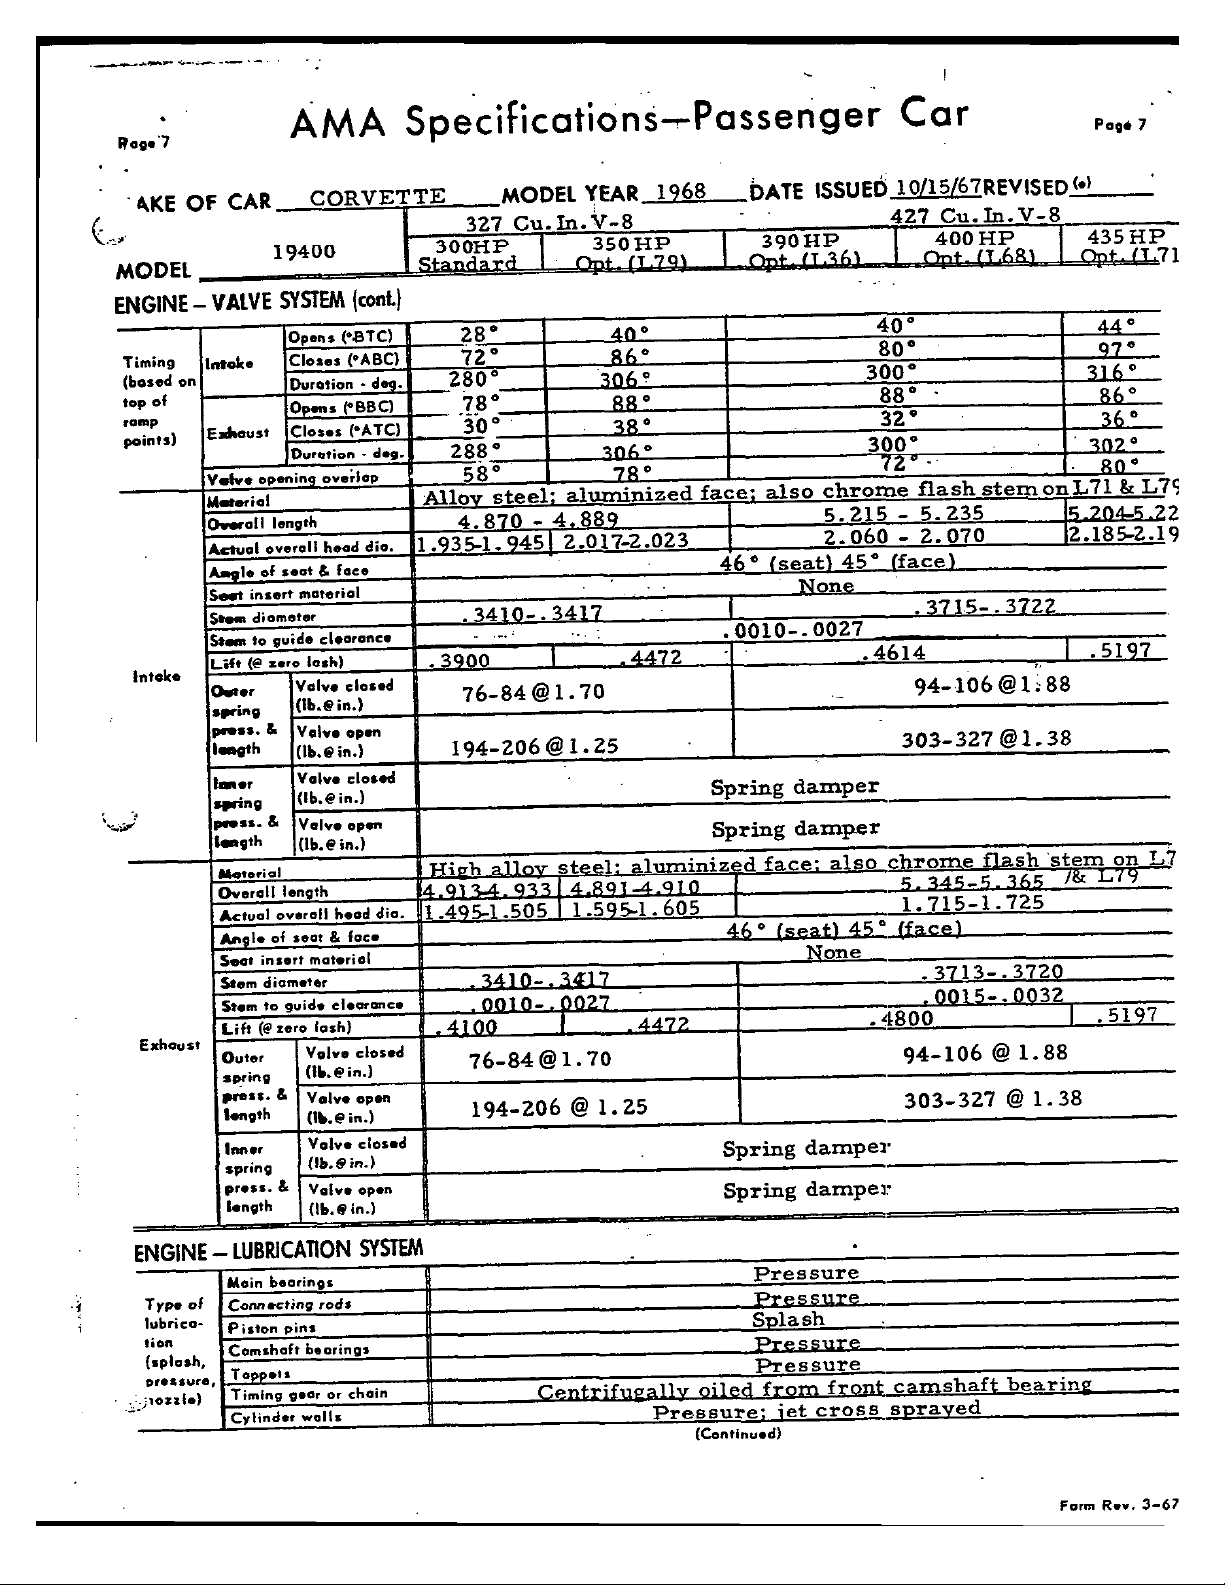 AMA Specifications—Passenger Car
Page 7 Page 7
AKE OF CAR CORVETTE MODEL YEAR 1968 DATE ISSUED 10/15/67 REVISED (•)
327 Cu. In. V-8 427 Cu. In. V-8
MODEL 19400 300HP Standard 350HP Opt. (L79) 390HP Opt. (L36) 400HP Opt. (L68) 435HP Opt. (L71
ENGINE – VALVE SYSTEM (cont.)
Timing (based on top of ramp points)
Intake Opens (°BTC) 28° 40° 40° 44°
Closes (°ABC) 72° 86° 80° 97°
Duration - deg. 280° 306° 300° 316°
Exhaust Opens (°BBC) 78° 88° 88° 86°
Closes (°ATC) 30° 38° 32° 36°
Duration - deg. 288° 306° 300° 302°
Valve opening overlap 58° 78° 72° 80°
Intake
Material Alloy steel; aluminized face; also chrome flash stem on L71 & L79
Overall length 4.870 - 4.889 5.215 - 5.235 5.204-5.22
Actual overall head dia. 1.935-1.945 2.017-2.023 2.060 - 2.070 2.185-2.19
Angle of seat & face 46° (seat) 45° (face)
Seat insert material None
Stem diameter .3410-.3417 .3715-.3722
Stem to guide clearance .0010-.0027
Lift (@ zero lash) .3900 .4472 .4614 .5197
Outer spring press. & length Valve closed (lb.@in.) 76-84@1.70 94-106@1.88
Valve open (lb.@in.) 194-206@1.25 303-327@1.38
Inner spring press. & length Valve closed (lb.@in.) Spring damper
Valve open (lb.@in.) Spring damper
Exhaust
Material High alloy steel; aluminized face; also chrome flash stem on L7
/& L79
Overall length 4.913-4.933 4.891-4.910 5.345-5.365
Actual overall head dia. 1.495-1.505 1.595-1.605 1.715-1.725
Angle of seat & face 46° (seat) 45° (face)
Seat insert material None
Stem diameter .3410-.3417 .3713-.3720
Stem to guide clearance .0010-.0027 .0015-.0032
Lift (@ zero lash) .4100 .4472 .4800 .5197
Outer spring press. & length Valve closed (lb.@in.) 76-84@1.70 94-106 @ 1.88
Valve open (lb.@in.) 194-206 @ 1.25 303-327 @ 1.38
Inner spring press. & length Valve closed (lb.@in.) Spring damper
Valve open (lb.@in.) Spring damper
ENGINE – LUBRICATION SYSTEM
Type of lubrica- tion (splash, pressure, nozzle)
Main bearings Pressure
Connecting rods Pressure
Piston pins Splash
Camshaft bearings Pressure
Tappets Pressure
Timing gear or chain Centrifugally oiled from front camshaft bearing
Cylinder walls Pressure; jet cross sprayed
(Continued)
Form Rev. 3-67